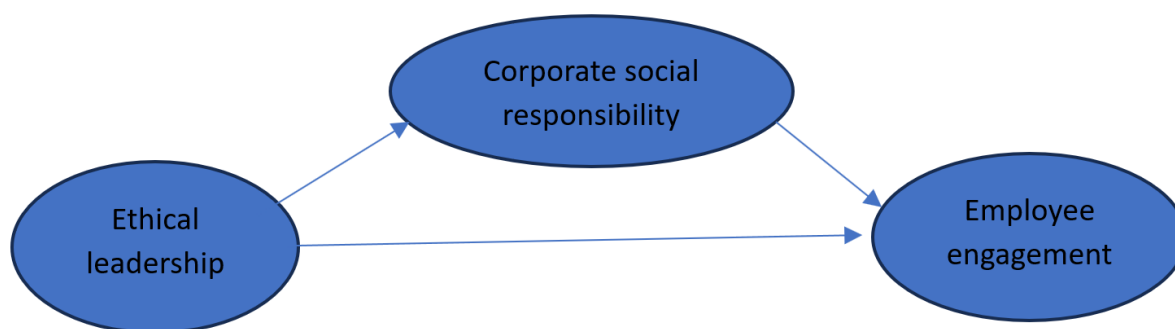 Corporate social
responsibility
Ethical
leadership
Employee
engagement